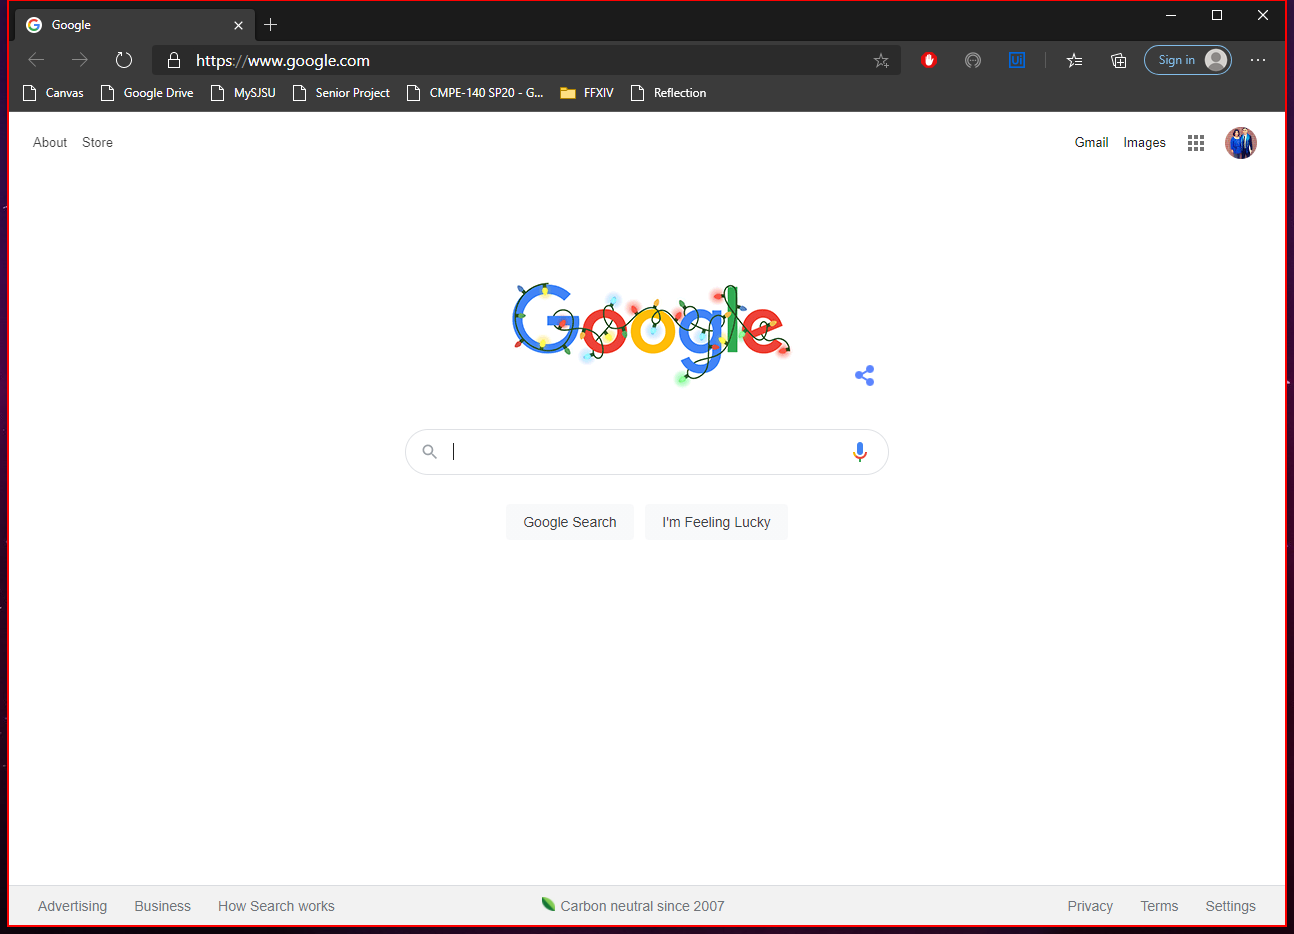 Google
https://www.google.com
UI
Sign in
Canvas
Google Drive
MySJSU
Senior Project
CMPE-140 SP20 - G...
FFXIV
Reflection
About Store
Gmail Images
Google
Google Search
I'm Feeling Lucky
Advertising Business How Search works
Carbon neutral since 2007
Privacy Terms Settings